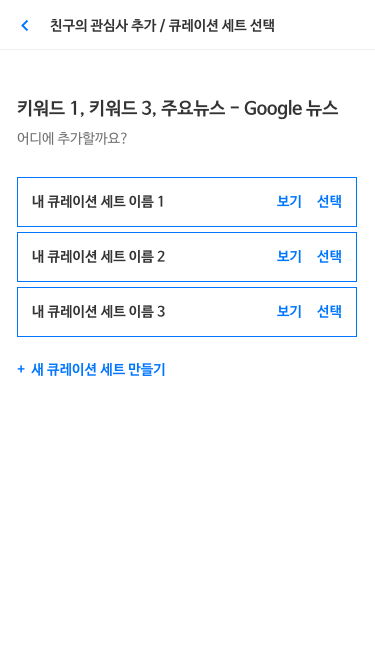 친구의 관심사 추가 / 큐레이션 세트 선택
키워드 1, 키워드 3, 주요뉴스 - Google 뉴스
어디에 추가할까요?
내 큐레이션 세트 이름 1 보기 선택
내 큐레이션 세트 이름 2 보기 선택
내 큐레이션 세트 이름 3 보기 선택
+ 새 큐레이션 세트 만들기